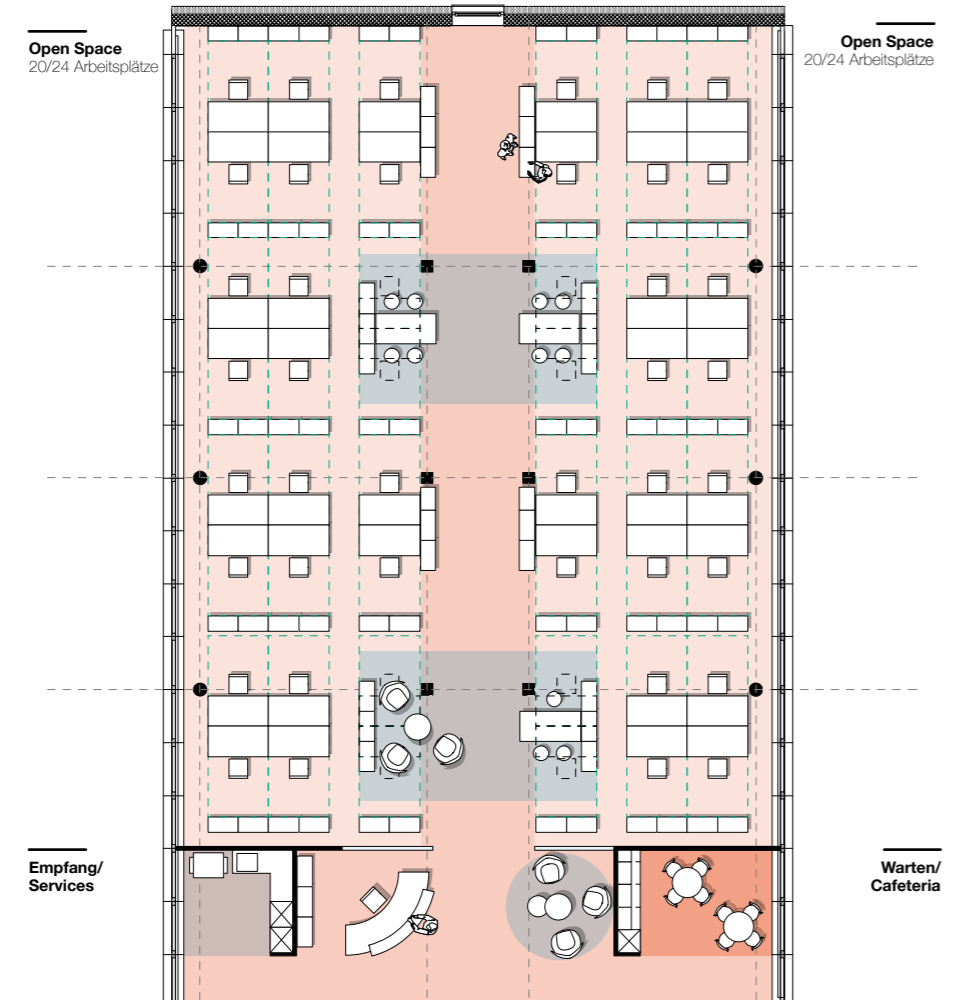 Open Space
20/24 Arbeitsplätze
Open Space
20/24 Arbeitsplätze
Empfang/
Services
Warten/
Cafeteria